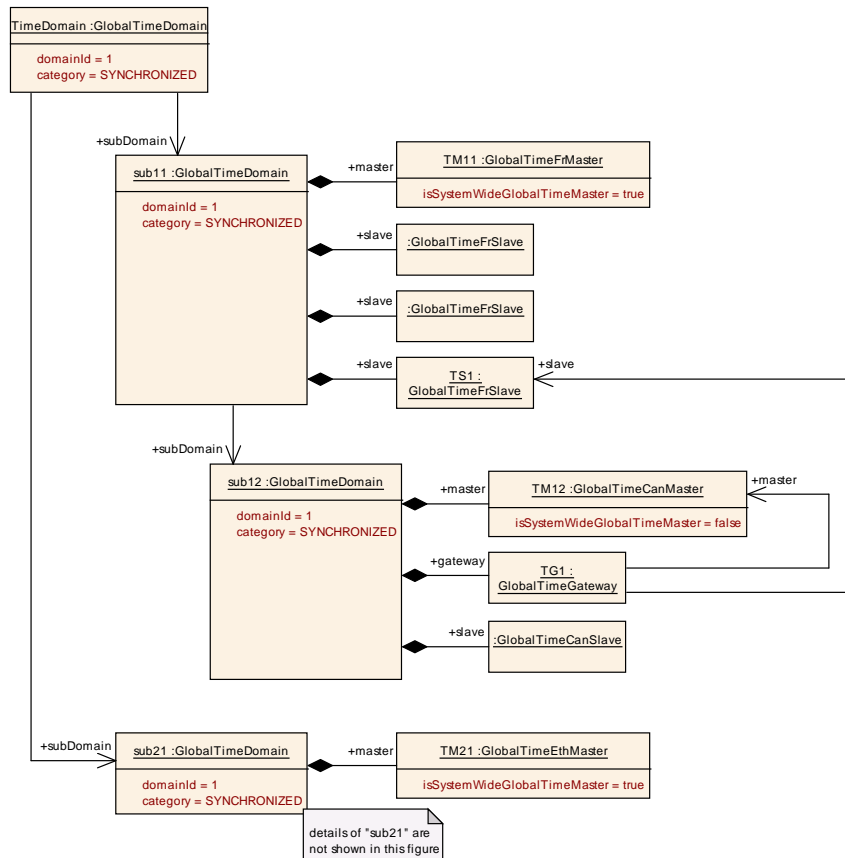 TimeDomain :GlobalTimeDomain
domainId = 1
category = SYNCHRONIZED
+subDomain
sub11 :GlobalTimeDomain
domainId = 1
category = SYNCHRONIZED
+master
TM11 :GlobalTimeFrMaster
isSystemWideGlobalTimeMaster = true
+slave
:GlobalTimeFrSlave
+slave
:GlobalTimeFrSlave
+slave
TS1 :
GlobalTimeFrSlave
+slave
+subDomain
sub12 :GlobalTimeDomain
domainId = 1
category = SYNCHRONIZED
+master
TM12 :GlobalTimeCanMaster
isSystemWideGlobalTimeMaster = false
+master
+gateway
TG1 :
GlobalTimeGateway
+slave
:GlobalTimeCanSlave
+subDomain
sub21 :GlobalTimeDomain
domainId = 1
category = SYNCHRONIZED
+master
TM21 :GlobalTimeEthMaster
isSystemWideGlobalTimeMaster = true
details of "sub21" are
not shown in this figure